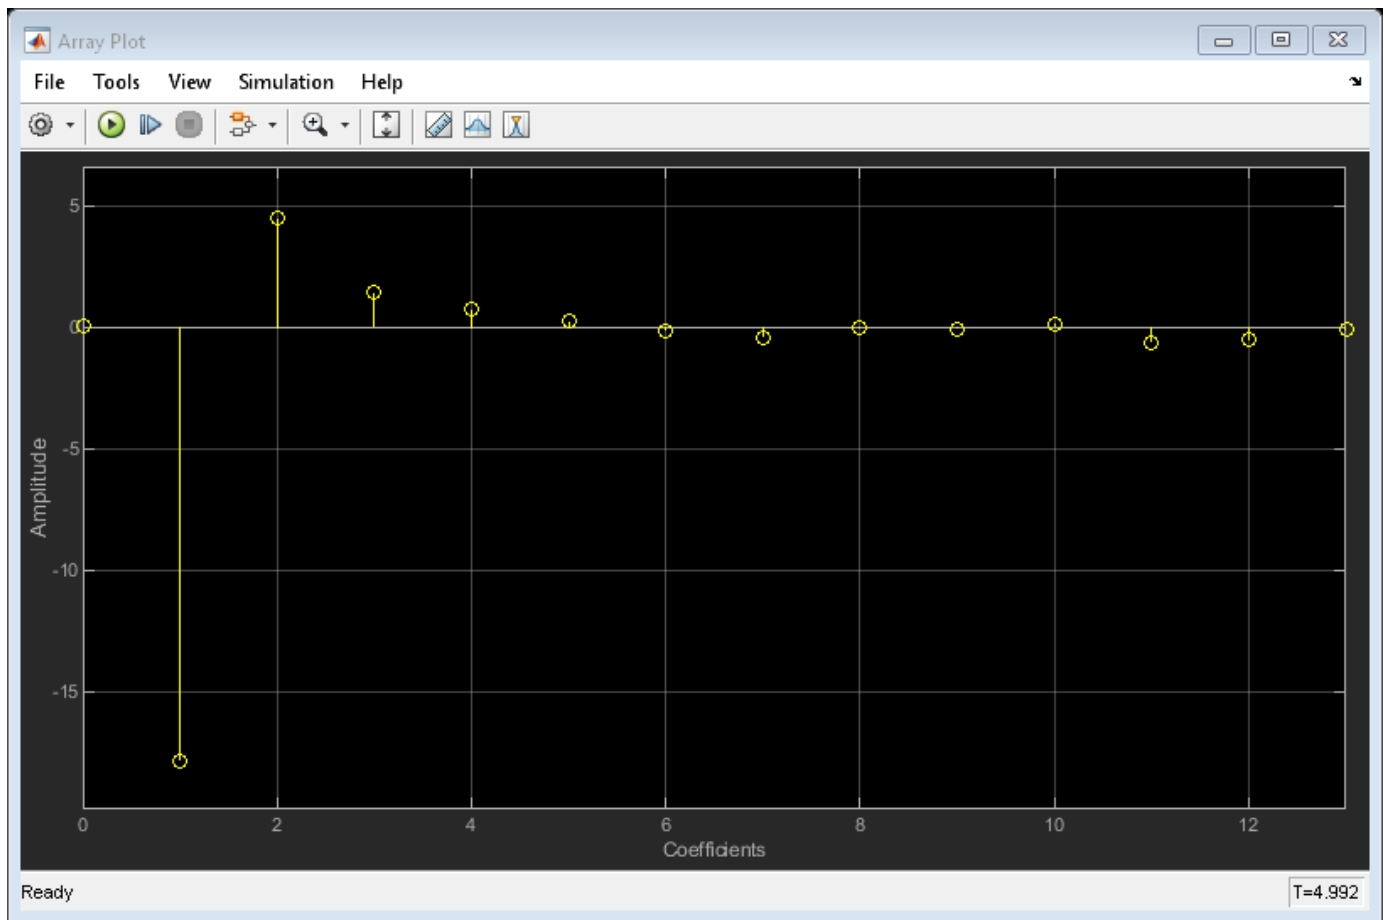 Array Plot
File Tools View Simulation Help
5
0
-5
-10
-15
Amplitude
0 2 4 6 8 10 12
Coefficients
Ready T=4.992